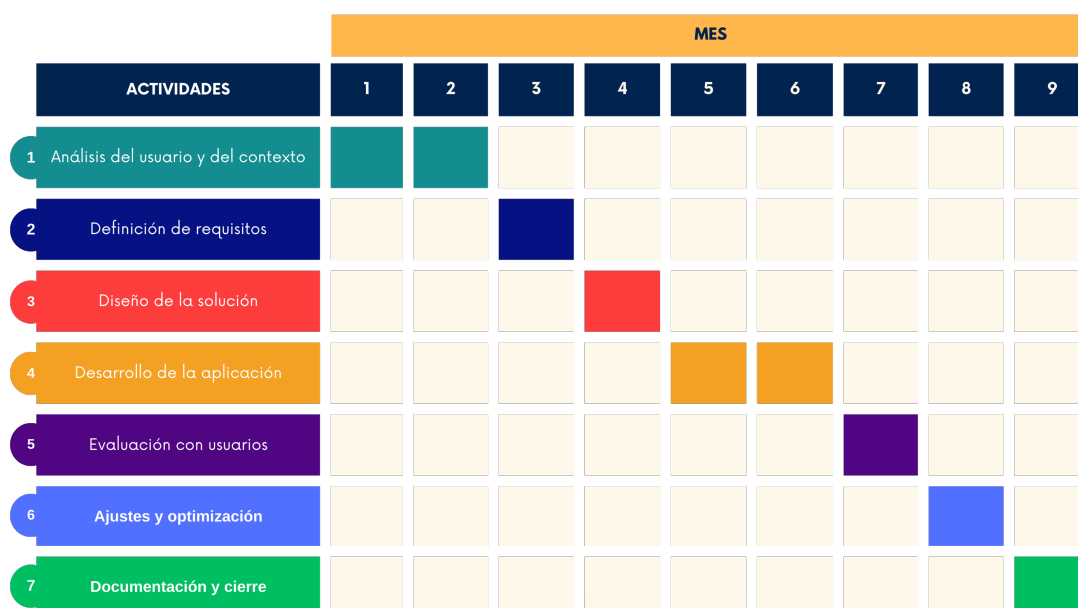 MES
ACTIVIDADES 1 2 3 4 5 6 7 8 9
1 Análisis del usuario y del contexto
2 Definición de requisitos
3 Diseño de la solución
4 Desarrollo de la aplicación
5 Evaluación con usuarios
6 Ajustes y optimización
7 Documentación y cierre